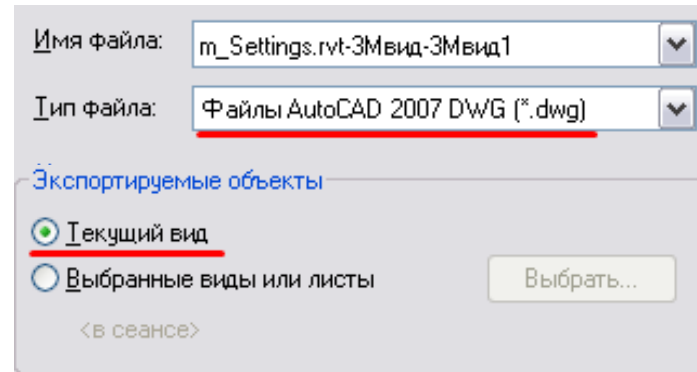 Имя файла: m_Settings.rvt-3Мвид-3Мвид1
Тип файла: Файлы AutoCAD 2007 DWG (*.dwg)
Экспортируемые объекты
Текущий вид
Выбранные виды или листы Выбрать...
<в сеансе>